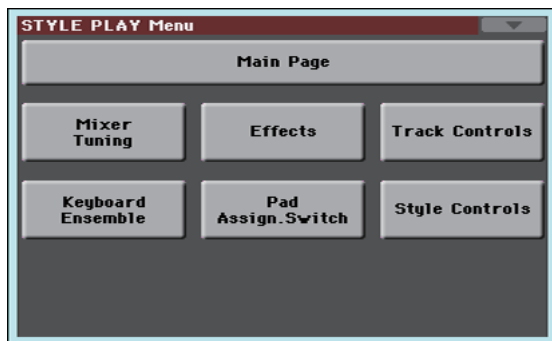 STYLE PLAY Menu
Main Page
Mixer
Tuning
Effects
Track Controls
Keyboard
Ensemble
Pad
Assign.Switch
Style Controls